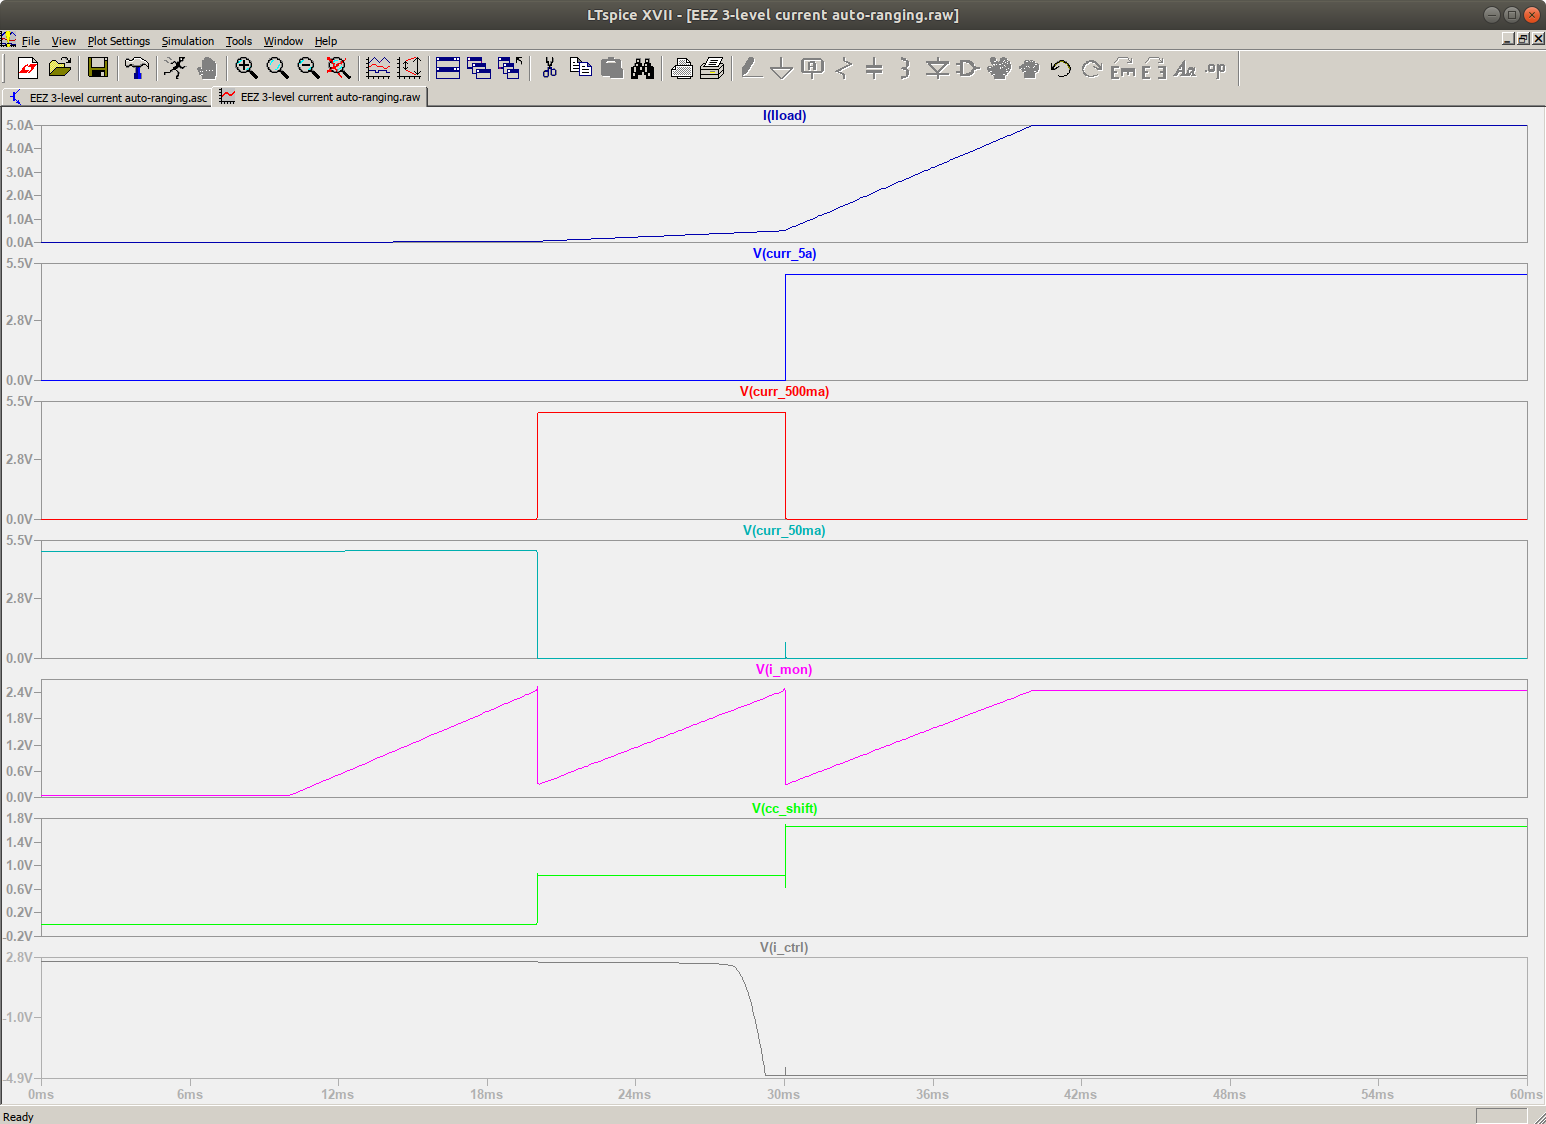 LTspice XVII - [EEZ 3-level current auto-ranging.raw]
File View Plot Settings Simulation Tools Window Help
EEZ 3-level current auto-ranging.asc EEZ 3-level current auto-ranging.raw
I(Iload)
5.0A
4.0A
3.0A
2.0A
1.0A
0.0A
V(curr_5a)
5.5V
2.8V
0.0V
V(curr_500ma)
5.5V
2.8V
0.0V
V(curr_50ma)
5.5V
2.8V
0.0V
V(i_mon)
2.4V
1.8V
1.2V
0.6V
0.0V
V(cc_shift)
1.8V
1.4V
1.0V
0.6V
0.2V
-0.2V
V(i_ctrl)
2.8V
-1.0V
-4.9V
0ms 6ms 12ms 18ms 24ms 30ms 36ms 42ms 48ms 54ms 60ms
Ready